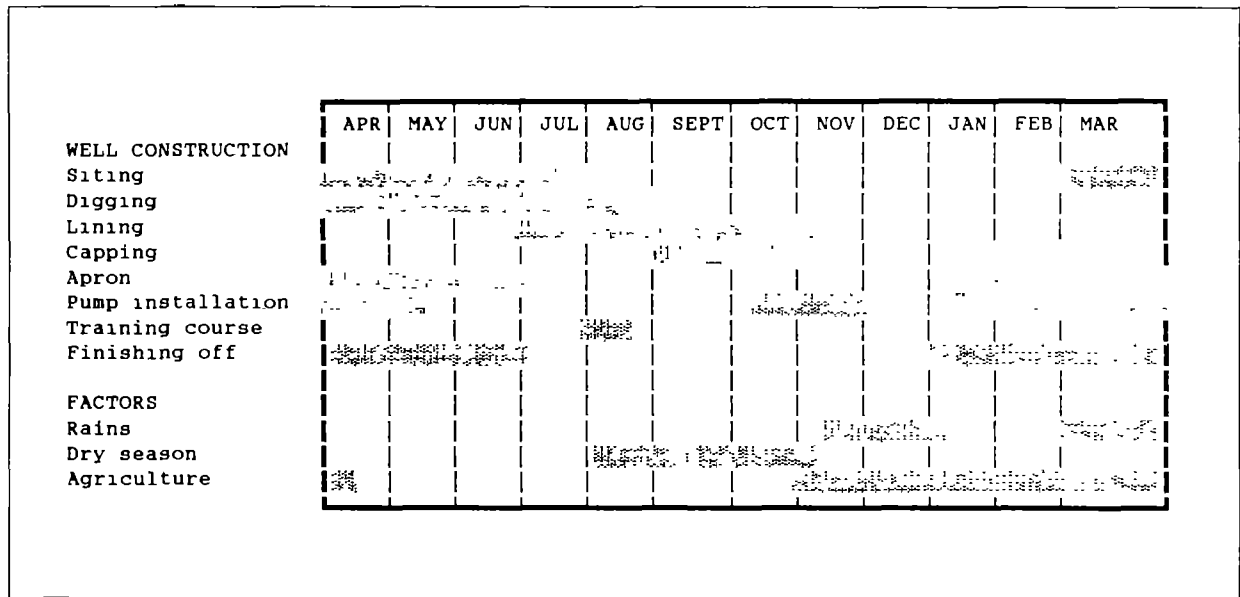 APR MAY JUN JUL AUG SEPT OCT NOV DEC JAN FEB MAR
WELL CONSTRUCTION
Siting
Digging
Lining
Capping
Apron
Pump installation
Training course
Finishing off
FACTORS
Rains
Dry season
Agriculture